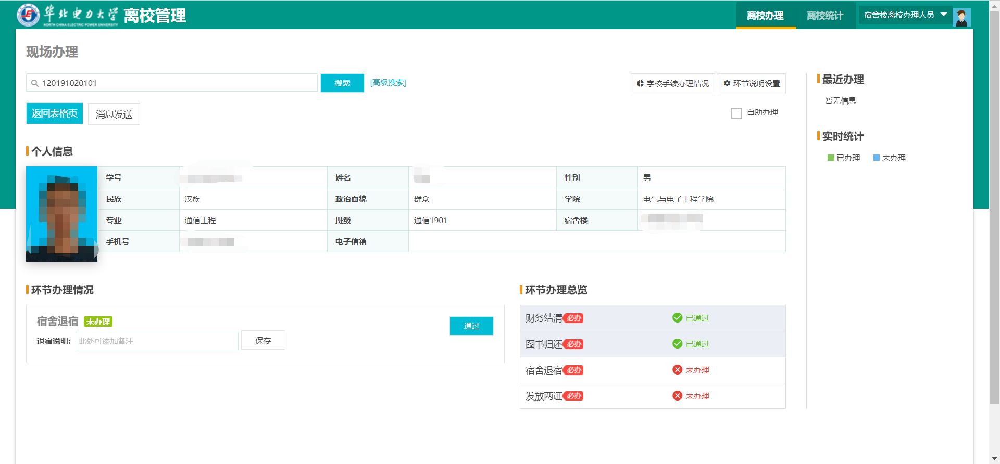 华北电力大学
NORTH CHINA ELECTRIC POWER UNIVERSITY
离校管理
离校办理
离校统计
宿舍楼离校办理人员
现场办理
120191020101
搜索
[高级搜索]
学校手续办理情况
环节说明设置
返回表格页
消息发送
自助办理
最近办理
暂无信息
实时统计
已办理
未办理
个人信息
学号
姓名
性别 男
民族 汉族
政治面貌 群众
学院 电气与电子工程学院
专业 通信工程
班级 通信1901
宿舍楼
手机号
电子信箱
环节办理情况
宿舍退宿 未办理
通过
退宿说明: 此处可添加备注
保存
环节办理总览
财务结清 必办 已通过
图书归还 必办 已通过
宿舍退宿 必办 未办理
发放两证 必办 未办理